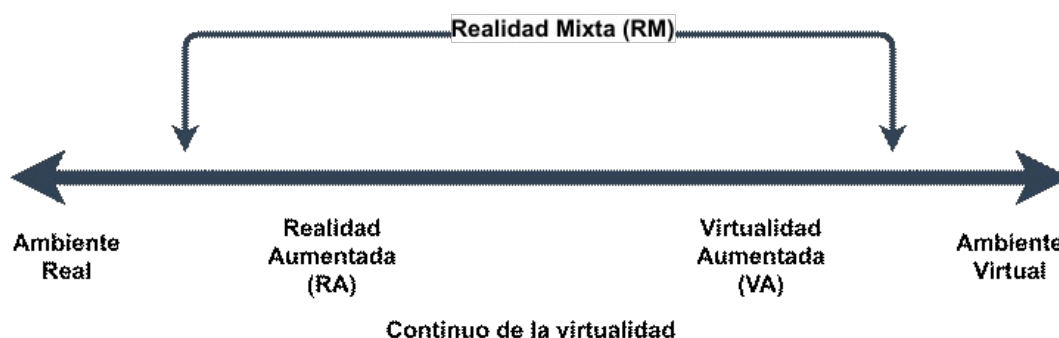 Realidad Mixta (RM)
Ambiente
Real
Realidad
Aumentada
(RA)
Virtualidad
Aumentada
(VA)
Ambiente
Virtual
Continuo de la virtualidad